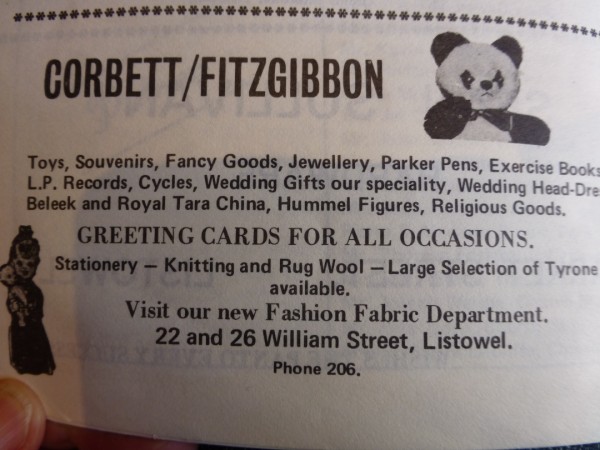 CORBETT/FITZGIBBON
Toys, Souvenirs, Fancy Goods, Jewellery, Parker Pens, Exercise Books
L.P. Records, Cycles, Wedding Gifts our speciality, Wedding Head-Dre
Beleek and Royal Tara China, Hummel Figures, Religious Goods.
GREETING CARDS FOR ALL OCCASIONS.
Stationery — Knitting and Rug Wool — Large Selection of Tyrone
available.
Visit our new Fashion Fabric Department.
22 and 26 William Street, Listowel.
Phone 206.